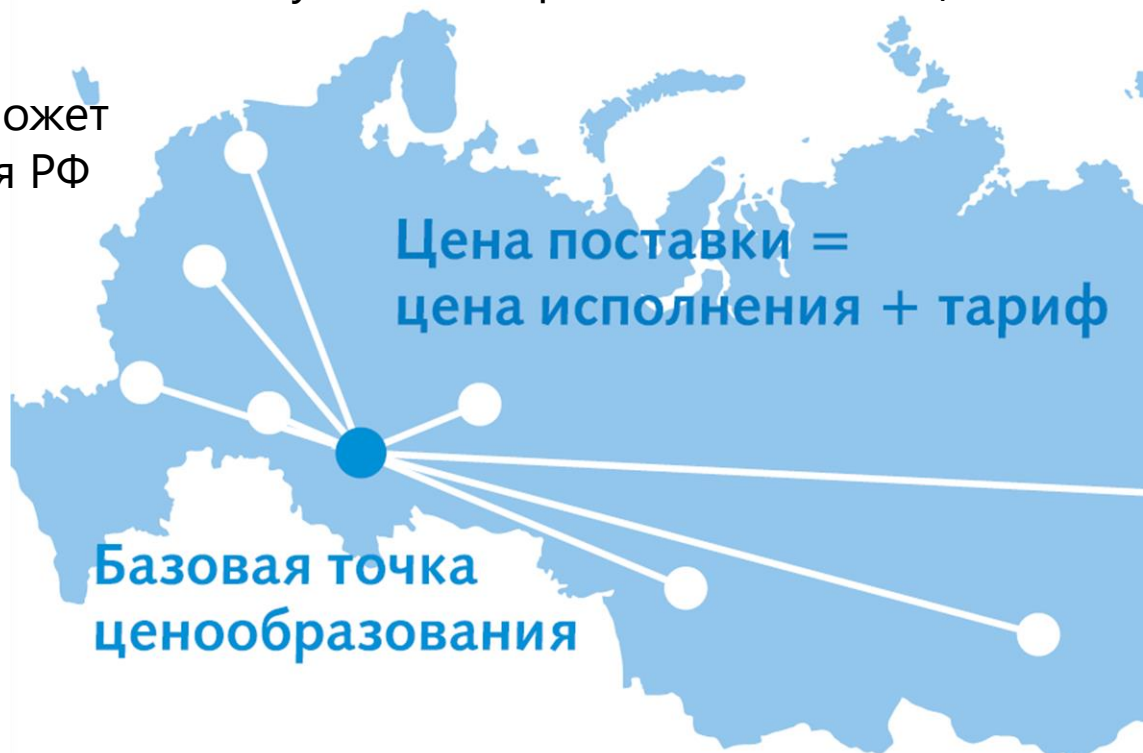 ожет
я РФ
Цена поставки =
цена исполнения + тариф
Базовая точка
ценообразования